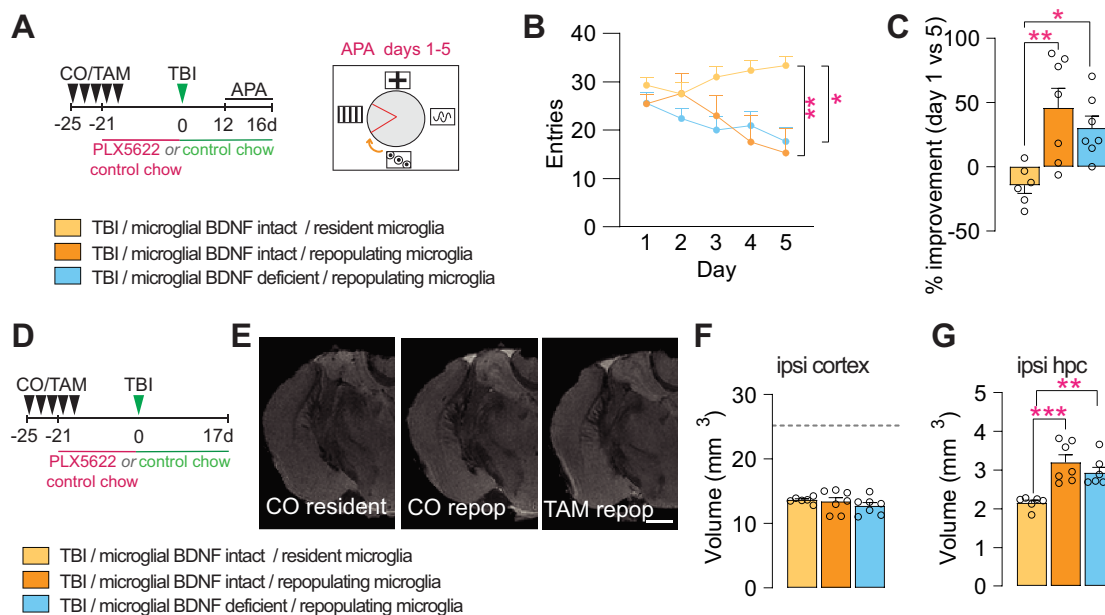 A
CO/TAM
TBI
APA
-25
-21
0
12
16d
PLX5622 or control chow
control chow
APA days 1-5
TBI / microglial BDNF intact / resident microglia
TBI / microglial BDNF intact / repopulating microglia
TBI / microglial BDNF deficient / repopulating microglia
B
Entries
40
30
20
10
0
1
2
3
4
5
Day
**
*
C
% improvement (day 1 vs 5)
100
50
0
-50
**
*
D
CO/TAM
TBI
-25
-21
0
17d
PLX5622 or control chow
control chow
E
CO resident
CO repop
TAM repop
TBI / microglial BDNF intact / resident microglia
TBI / microglial BDNF intact / repopulating microglia
TBI / microglial BDNF deficient / repopulating microglia
F
ipsi cortex
Volume (mm³)
30
20
10
0
G
ipsi hpc
Volume (mm³)
5
4
3
2
1
0
***
**